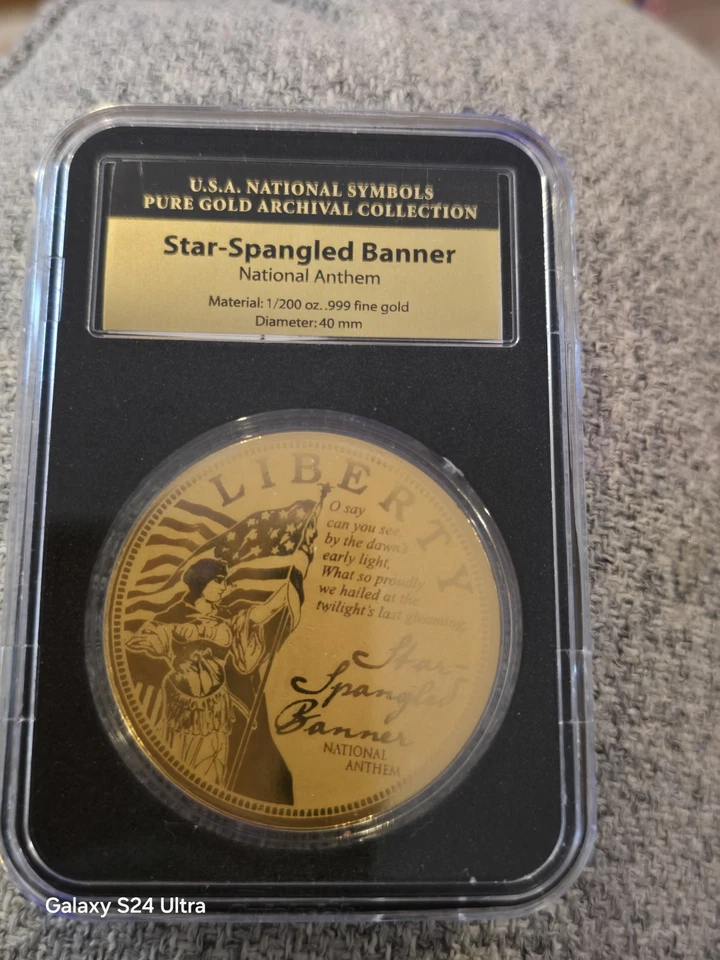 U.S.A. NATIONAL SYMBOLS
PURE GOLD ARCHIVAL COLLECTION
Star-Spangled Banner
National Anthem
Material: 1/200 oz. .999 fine gold
Diameter: 40 mm
LIBERTY
O say
can you see,
by the dawn's
early light,
What so proudly
we hailed at the
twilight's last gleaming,
Star-
Spangled
Banner
NATIONAL
ANTHEM
Galaxy S24 Ultra